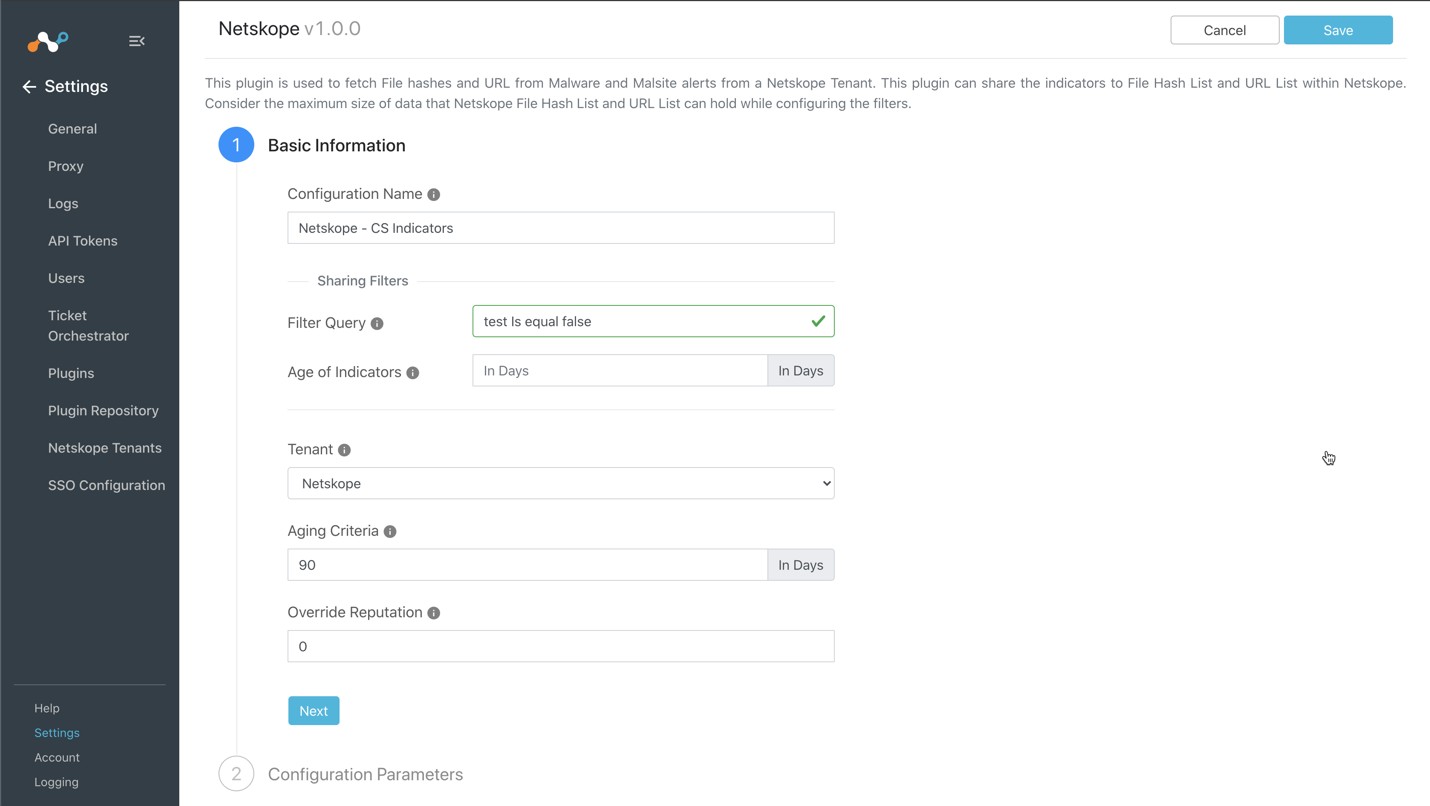 Netskope v1.0.0
Cancel
Save
Settings
General
Proxy
Logs
API Tokens
Users
Ticket
Orchestrator
Plugins
Plugin Repository
Netskope Tenants
SSO Configuration
Help
Settings
Account
Logging
This plugin is used to fetch File hashes and URL from Malware and Malsite alerts from a Netskope Tenant. This plugin can share the indicators to File Hash List and URL List within Netskope.
Consider the maximum size of data that Netskope File Hash List and URL List can hold while configuring the filters.
1 Basic Information
Configuration Name
Netskope - CS Indicators
Sharing Filters
Filter Query
test Is equal false
Age of Indicators
In Days
In Days
Tenant
Netskope
Aging Criteria
90
In Days
Override Reputation
0
Next
2 Configuration Parameters